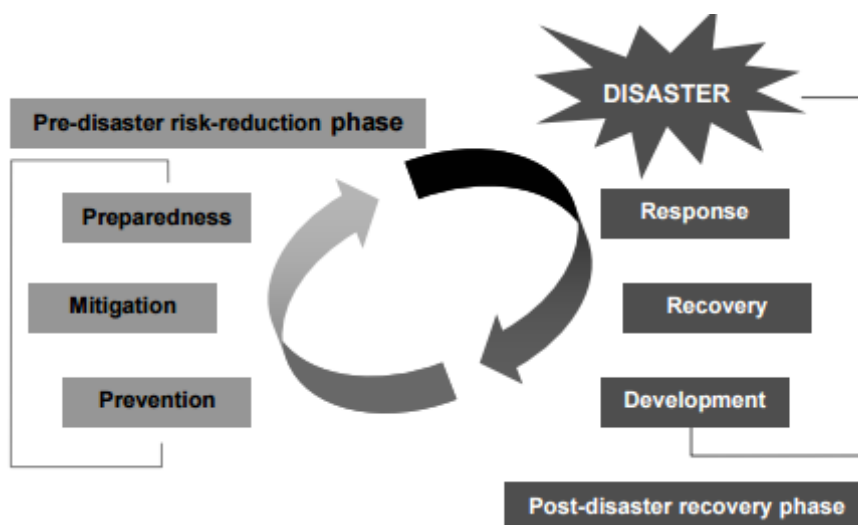 DISASTER
Pre-disaster risk-reduction phase
Preparedness
Response
Mitigation
Recovery
Prevention
Development
Post-disaster recovery phase